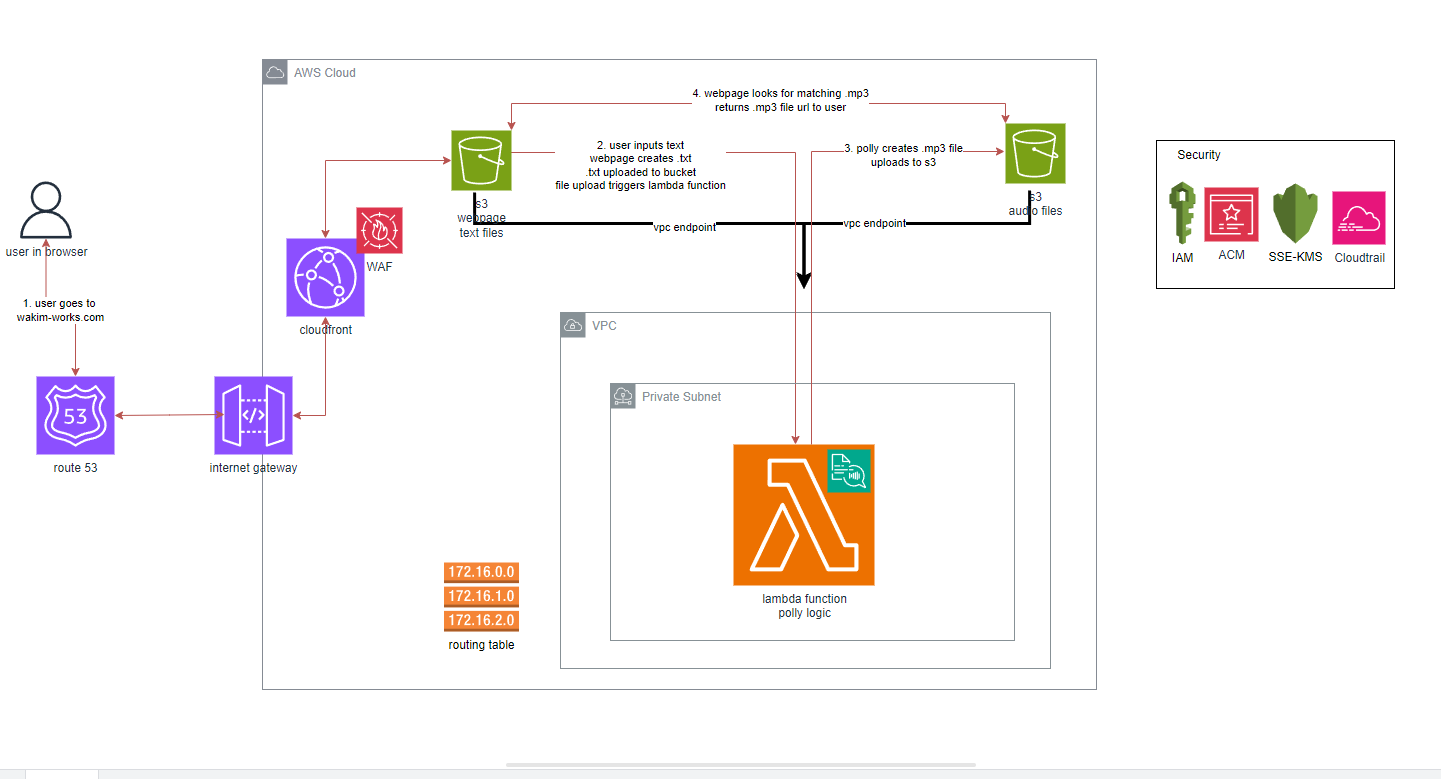 AWS Cloud
4. webpage looks for matching .mp3
returns .mp3 file url to user
2. user inputs text
webpage creates .txt
.txt uploaded to bucket
file upload triggers lambda function
3. polly creates .mp3 file
uploads to s3
s3
webpage
text files
s3
audio files
vpc endpoint
vpc endpoint
Security
IAM
ACM
SSE-KMS
Cloudtrail
user in browser
WAF
1. user goes to
wakim-works.com
cloudfront
VPC
Private Subnet
53
route 53
</>
internet gateway
172.16.0.0
172.16.1.0
172.16.2.0
routing table
lambda function
polly logic